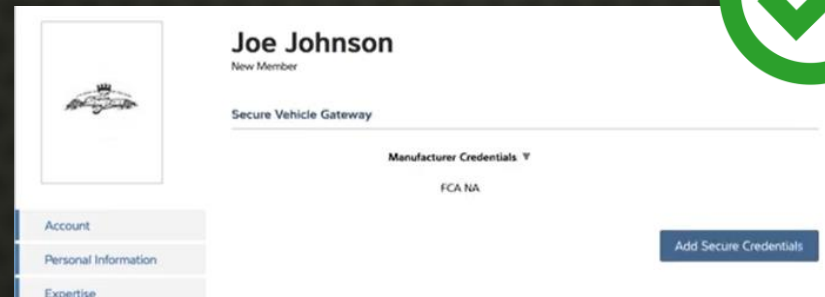 Joe Johnson
New Member
Secure Vehicle Gateway
Manufacturer Credentials
FCA NA
Add Secure Credentials
Account
Personal Information
Expertise